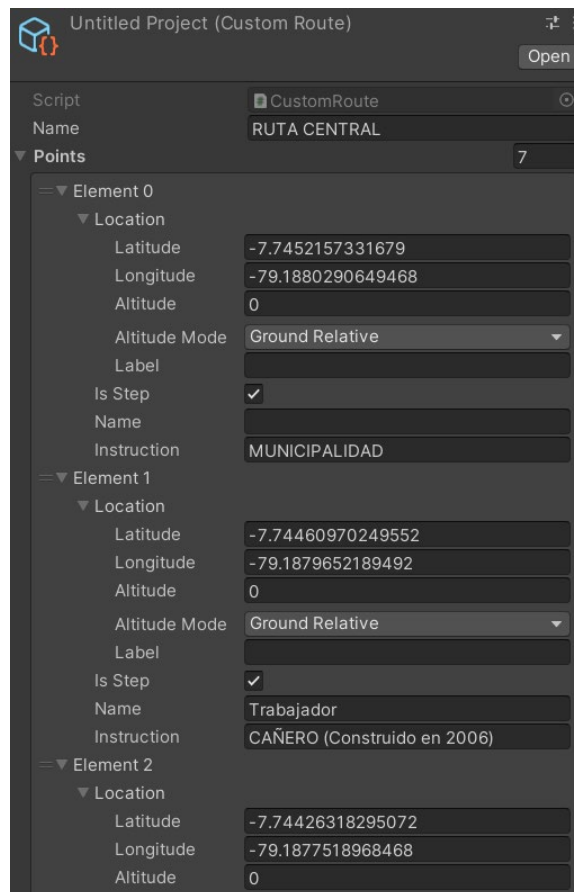 Untitled Project (Custom Route)
Open
Script CustomRoute
Name RUTA CENTRAL
Points 7
Element 0
Location
Latitude -7.7452157331679
Longitude -79.1880290649468
Altitude 0
Altitude Mode Ground Relative
Label
Is Step
Name
Instruction MUNICIPALIDAD
Element 1
Location
Latitude -7.74460970249552
Longitude -79.1879652189492
Altitude 0
Altitude Mode Ground Relative
Label
Is Step
Name Trabajador
Instruction CAÑERO (Construido en 2006)
Element 2
Location
Latitude -7.74426318295072
Longitude -79.1877518968468
Altitude 0